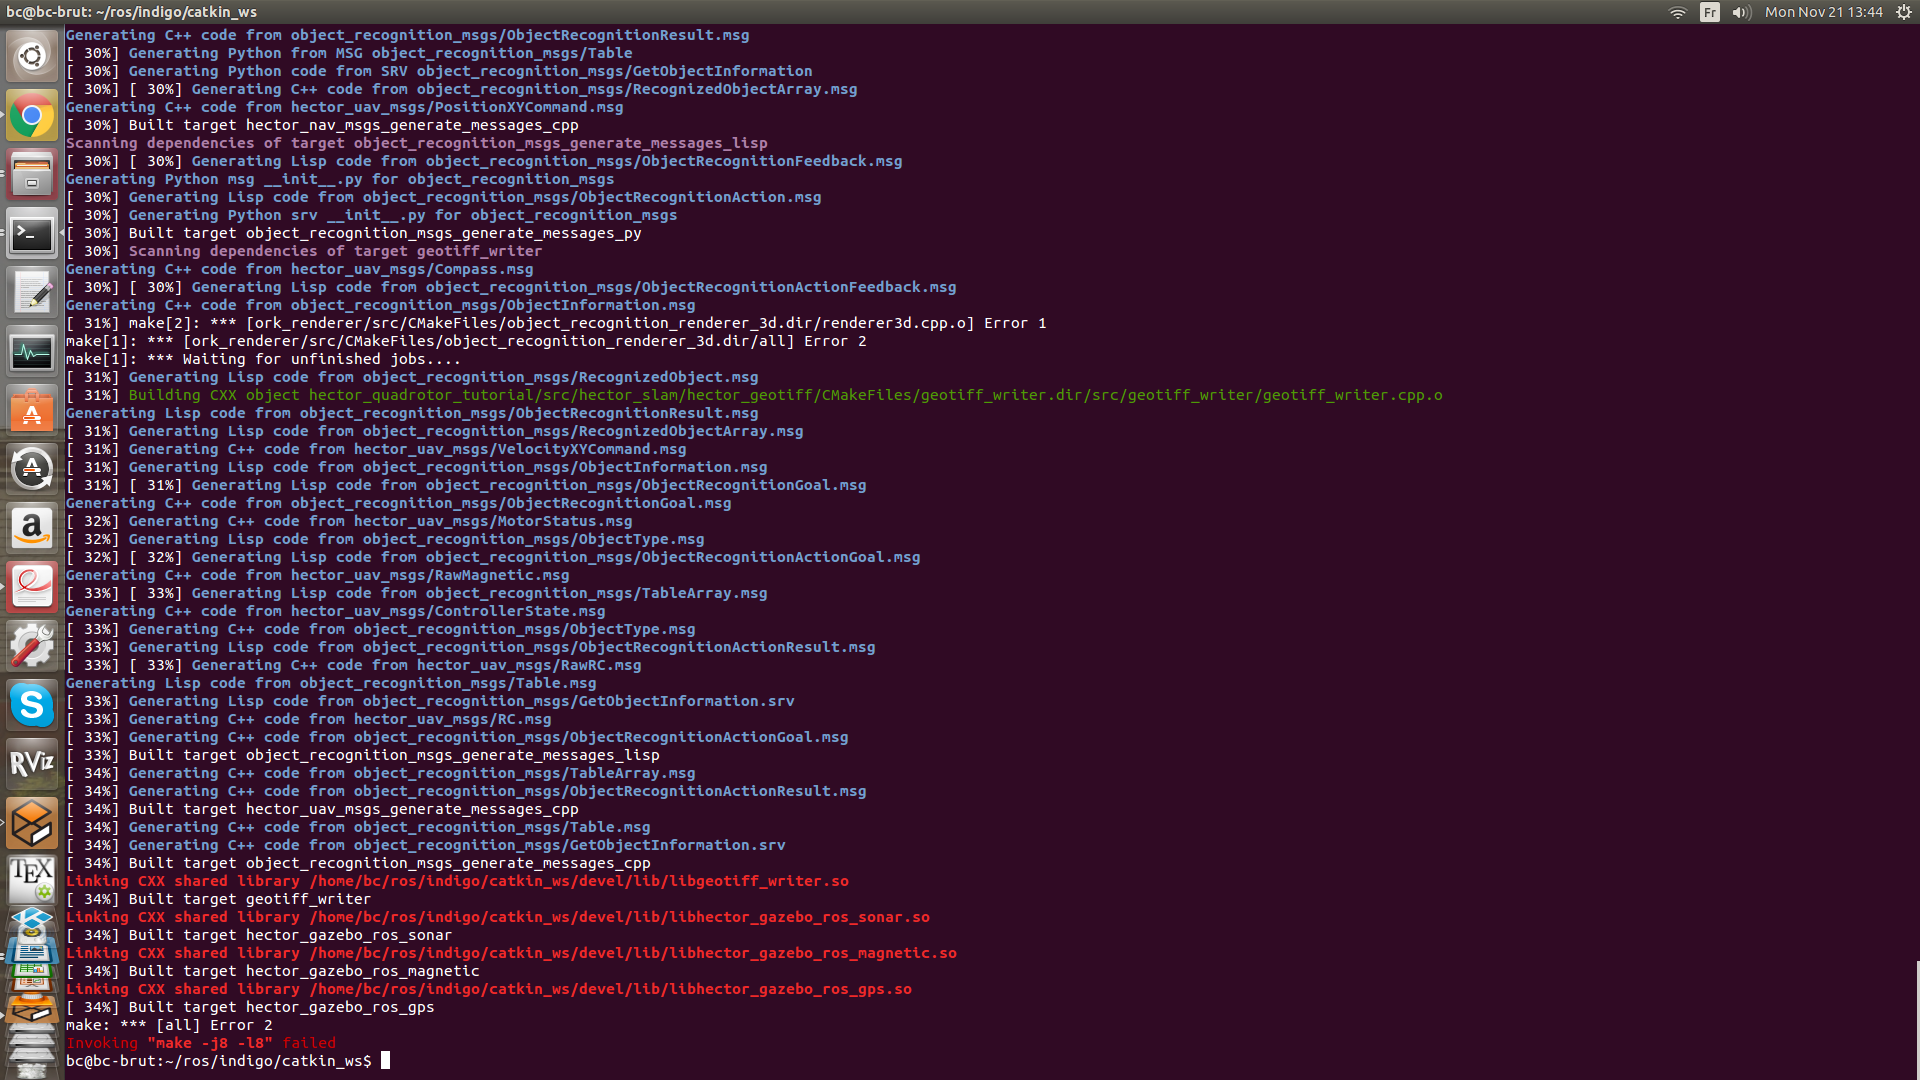 bc@bc-brut: ~/ros/indigo/catkin_ws
Fr
Mon Nov 21 13:44
Generating C++ code from object_recognition_msgs/ObjectRecognitionResult.msg
[ 30%] Generating Python from MSG object_recognition_msgs/Table
[ 30%] Generating Python code from SRV object_recognition_msgs/GetObjectInformation
[ 30%] [ 30%] Generating C++ code from object_recognition_msgs/RecognizedObjectArray.msg
Generating C++ code from hector_uav_msgs/PositionXYCommand.msg
[ 30%] Built target hector_nav_msgs_generate_messages_cpp
Scanning dependencies of target object_recognition_msgs_generate_messages_lisp
[ 30%] [ 30%] Generating Lisp code from object_recognition_msgs/ObjectRecognitionFeedback.msg
Generating Python msg __init__.py for object_recognition_msgs
[ 30%] Generating Lisp code from object_recognition_msgs/ObjectRecognitionAction.msg
[ 30%] Generating Python srv __init__.py for object_recognition_msgs
[ 30%] Built target object_recognition_msgs_generate_messages_py
[ 30%] Scanning dependencies of target geotiff_writer
Generating C++ code from hector_uav_msgs/Compass.msg
[ 30%] [ 30%] Generating Lisp code from object_recognition_msgs/ObjectRecognitionActionFeedback.msg
Generating C++ code from object_recognition_msgs/ObjectInformation.msg
[ 31%] make[2]: *** [ork_renderer/src/CMakeFiles/object_recognition_renderer_3d.dir/renderer3d.cpp.o] Error 1
make[1]: *** [ork_renderer/src/CMakeFiles/object_recognition_renderer_3d.dir/all] Error 2
make[1]: *** Waiting for unfinished jobs....
[ 31%] Generating Lisp code from object_recognition_msgs/RecognizedObject.msg
[ 31%] Building CXX object hector_quadrotor_tutorial/src/hector_slam/hector_geotiff/CMakeFiles/geotiff_writer.dir/src/geotiff_writer/geotiff_writer.cpp.o
Generating Lisp code from object_recognition_msgs/ObjectRecognitionResult.msg
[ 31%] Generating Lisp code from object_recognition_msgs/RecognizedObjectArray.msg
[ 31%] Generating C++ code from hector_uav_msgs/VelocityXYCommand.msg
[ 31%] Generating Lisp code from object_recognition_msgs/ObjectInformation.msg
[ 31%] [ 31%] Generating Lisp code from object_recognition_msgs/ObjectRecognitionGoal.msg
Generating C++ code from object_recognition_msgs/ObjectRecognitionGoal.msg
[ 32%] Generating C++ code from hector_uav_msgs/MotorStatus.msg
[ 32%] Generating Lisp code from object_recognition_msgs/ObjectType.msg
[ 32%] [ 32%] Generating Lisp code from object_recognition_msgs/ObjectRecognitionActionGoal.msg
Generating C++ code from hector_uav_msgs/RawMagnetic.msg
[ 33%] [ 33%] Generating Lisp code from object_recognition_msgs/TableArray.msg
Generating C++ code from hector_uav_msgs/ControllerState.msg
[ 33%] Generating C++ code from object_recognition_msgs/ObjectType.msg
[ 33%] Generating Lisp code from object_recognition_msgs/ObjectRecognitionActionResult.msg
[ 33%] [ 33%] Generating C++ code from hector_uav_msgs/RawRC.msg
Generating Lisp code from object_recognition_msgs/Table.msg
[ 33%] Generating Lisp code from object_recognition_msgs/GetObjectInformation.srv
[ 33%] Generating C++ code from hector_uav_msgs/RC.msg
[ 33%] Generating C++ code from object_recognition_msgs/ObjectRecognitionActionGoal.msg
[ 33%] Built target object_recognition_msgs_generate_messages_lisp
[ 34%] Generating C++ code from object_recognition_msgs/TableArray.msg
[ 34%] Generating C++ code from object_recognition_msgs/ObjectRecognitionActionResult.msg
[ 34%] Built target hector_uav_msgs_generate_messages_cpp
[ 34%] Generating C++ code from object_recognition_msgs/Table.msg
[ 34%] Generating C++ code from object_recognition_msgs/GetObjectInformation.srv
[ 34%] Built target object_recognition_msgs_generate_messages_cpp
Linking CXX shared library /home/bc/ros/indigo/catkin_ws/devel/lib/libgeotiff_writer.so
[ 34%] Built target geotiff_writer
Linking CXX shared library /home/bc/ros/indigo/catkin_ws/devel/lib/libhector_gazebo_ros_sonar.so
[ 34%] Built target hector_gazebo_ros_sonar
Linking CXX shared library /home/bc/ros/indigo/catkin_ws/devel/lib/libhector_gazebo_ros_magnetic.so
[ 34%] Built target hector_gazebo_ros_magnetic
Linking CXX shared library /home/bc/ros/indigo/catkin_ws/devel/lib/libhector_gazebo_ros_gps.so
[ 34%] Built target hector_gazebo_ros_gps
make: *** [all] Error 2
Invoking "make -j8 -l8" failed
bc@bc-brut:~/ros/indigo/catkin_ws$
>_
A
A
a
S
RViz
TEX